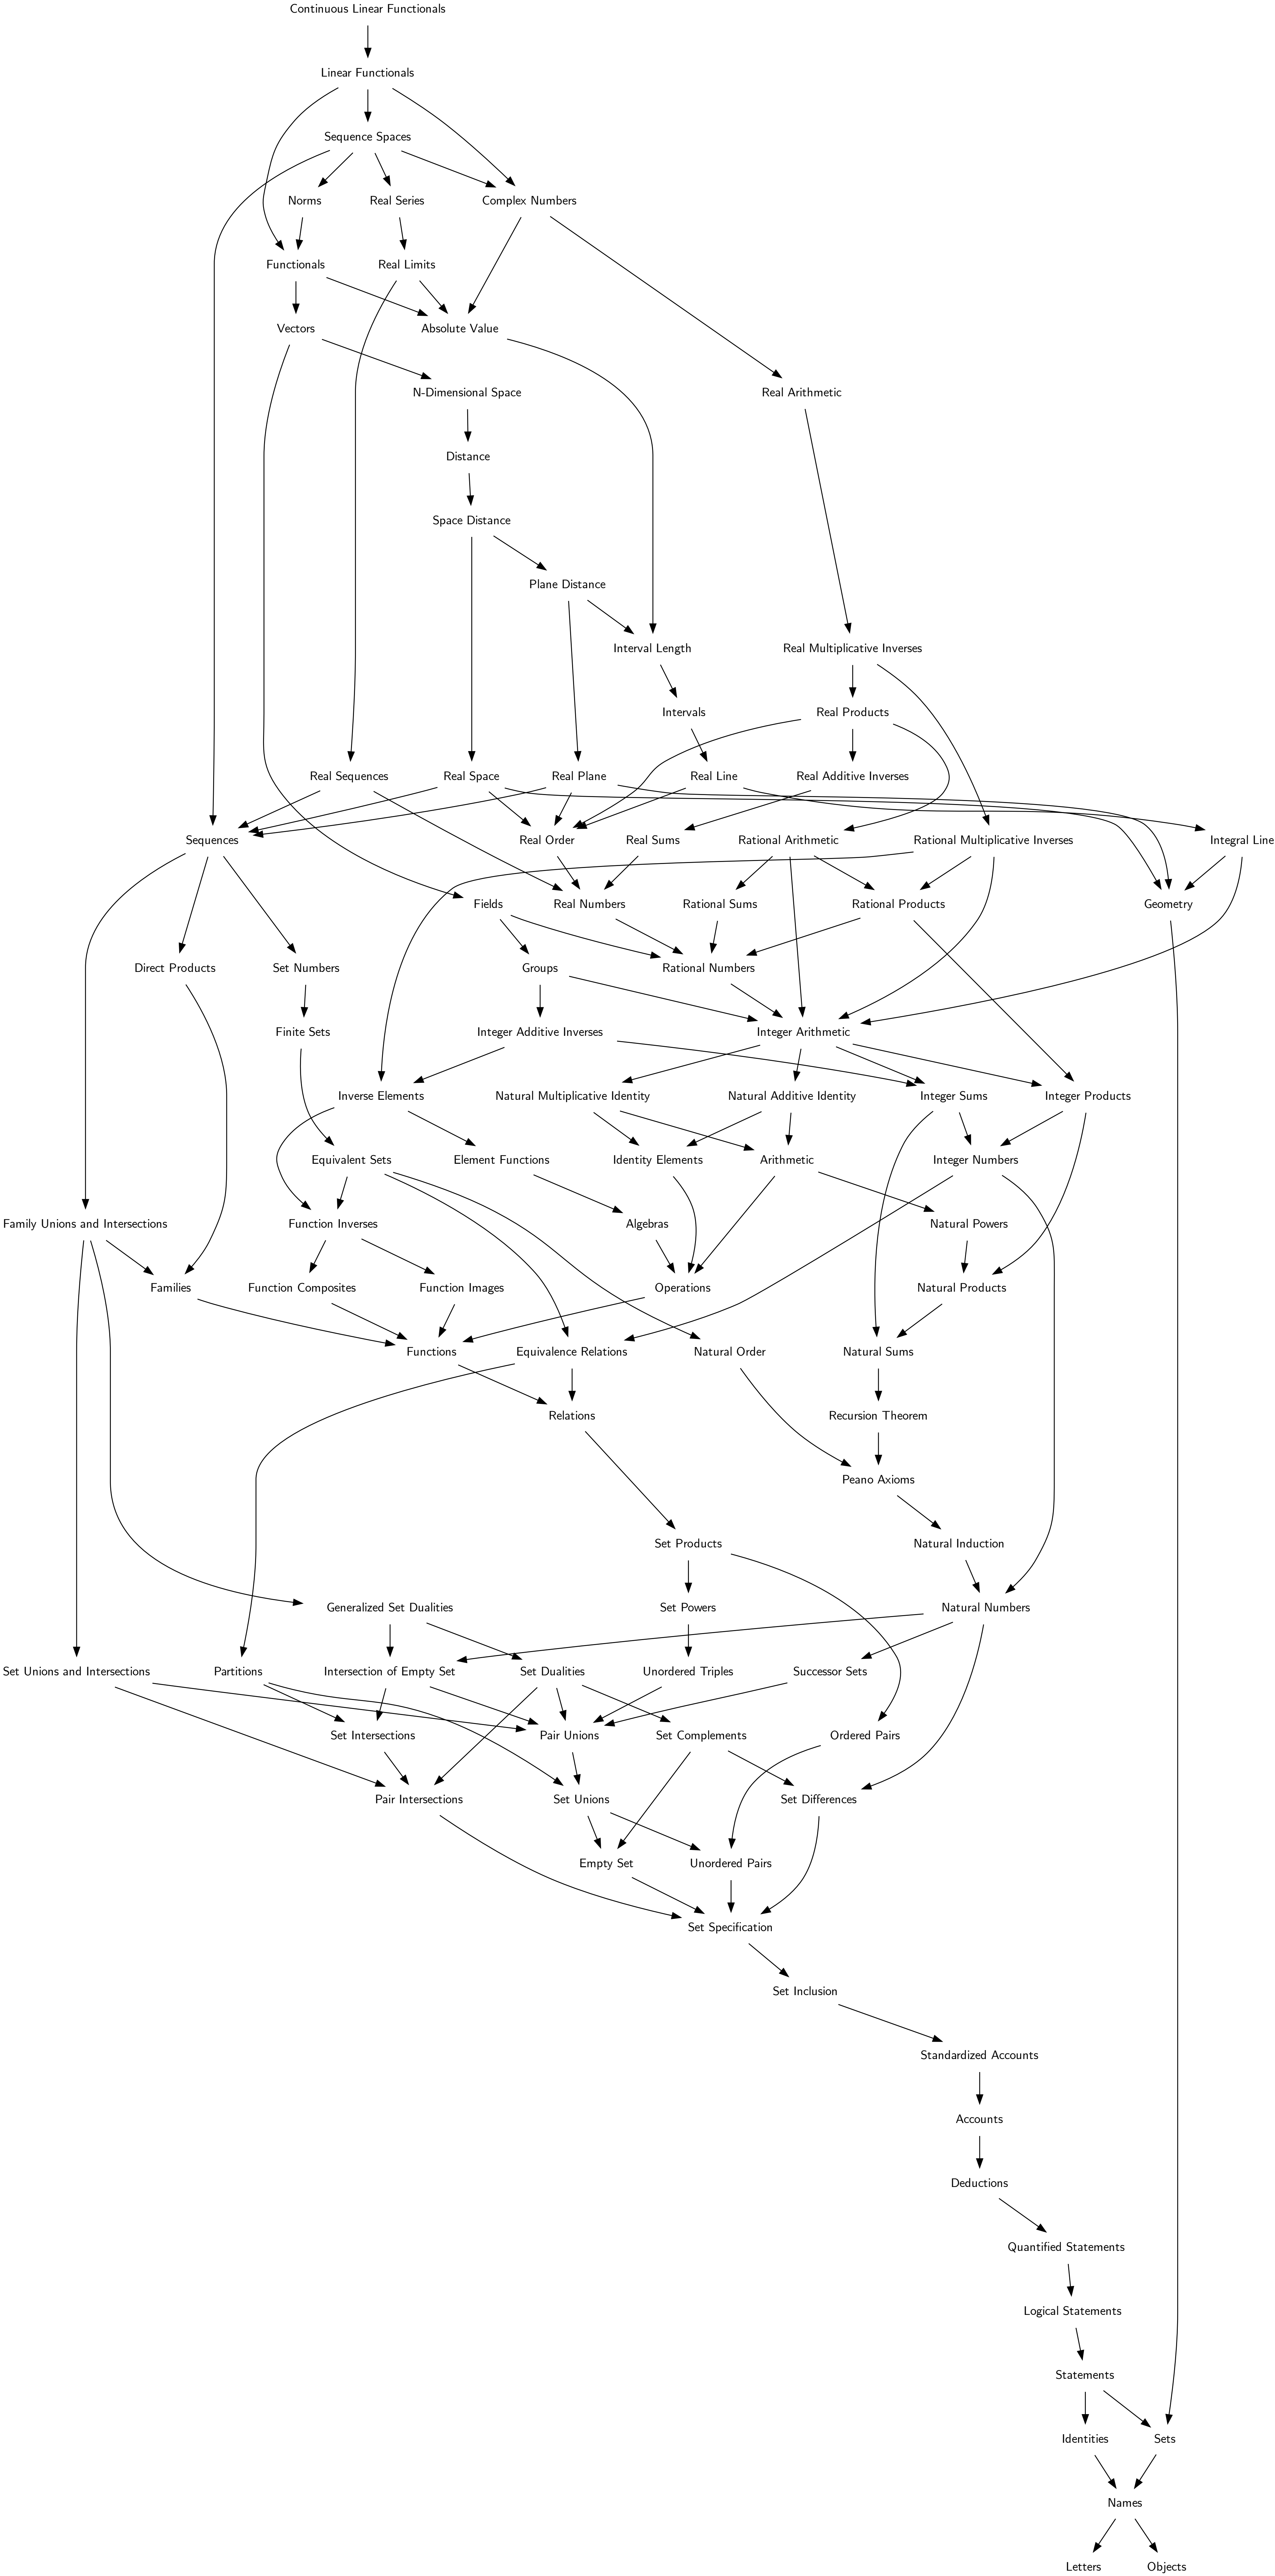 Continuous Linear Functionals
Linear Functionals
Sequence Spaces
Norms
Real Series
Complex Numbers
Functionals
Real Limits
Vectors
Absolute Value
N-Dimensional Space
Real Arithmetic
Distance
Space Distance
Plane Distance
Interval Length
Real Multiplicative Inverses
Intervals
Real Products
Real Sequences
Real Space
Real Plane
Real Line
Real Additive Inverses
Sequences
Real Order
Real Sums
Rational Arithmetic
Rational Multiplicative Inverses
Integral Line
Fields
Real Numbers
Rational Sums
Rational Products
Geometry
Direct Products
Set Numbers
Groups
Rational Numbers
Finite Sets
Integer Additive Inverses
Integer Arithmetic
Inverse Elements
Natural Multiplicative Identity
Natural Additive Identity
Integer Sums
Integer Products
Equivalent Sets
Element Functions
Identity Elements
Arithmetic
Integer Numbers
Family Unions and Intersections
Function Inverses
Algebras
Natural Powers
Families
Function Composites
Function Images
Operations
Natural Products
Functions
Equivalence Relations
Natural Order
Natural Sums
Relations
Recursion Theorem
Peano Axioms
Set Products
Natural Induction
Generalized Set Dualities
Set Powers
Natural Numbers
Set Unions and Intersections
Partitions
Intersection of Empty Set
Set Dualities
Unordered Triples
Successor Sets
Set Intersections
Pair Unions
Set Complements
Ordered Pairs
Pair Intersections
Set Unions
Set Differences
Empty Set
Unordered Pairs
Set Specification
Set Inclusion
Standardized Accounts
Accounts
Deductions
Quantified Statements
Logical Statements
Statements
Identities
Sets
Names
Letters
Objects